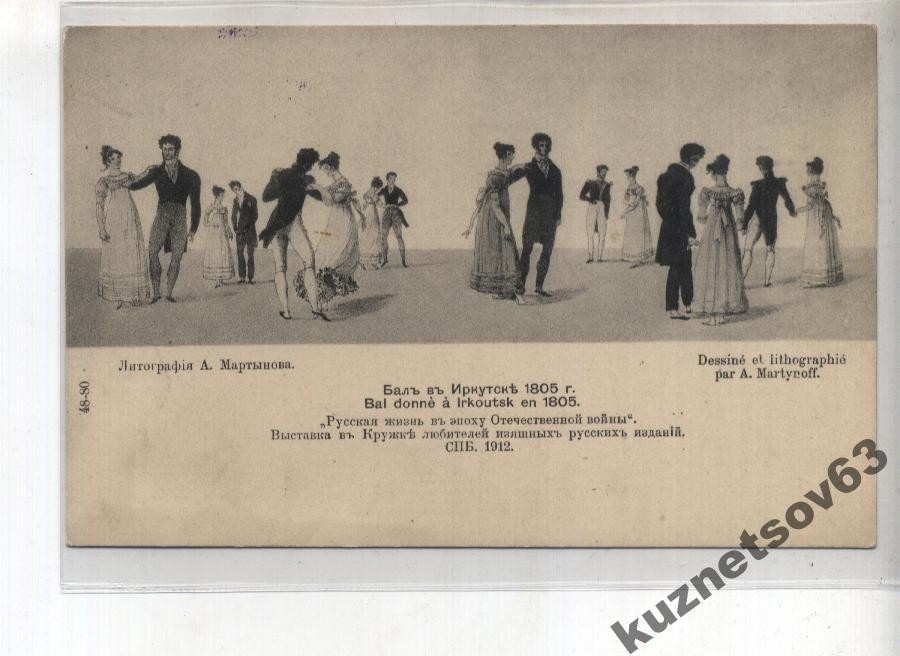 Литографія А. Мартынова.
Dessiné et lithographié
par A. Martynoff.
48-80
Балъ въ Иркутскѣ 1805 г.
Bal donnè à Irkoutsk en 1805.
„Русская жизнь въ эпоху Отечественной войны“.
Выставка въ Кружкѣ любителей изящныхъ русскихъ изданій.
СПБ. 1912.
kuznetsov63